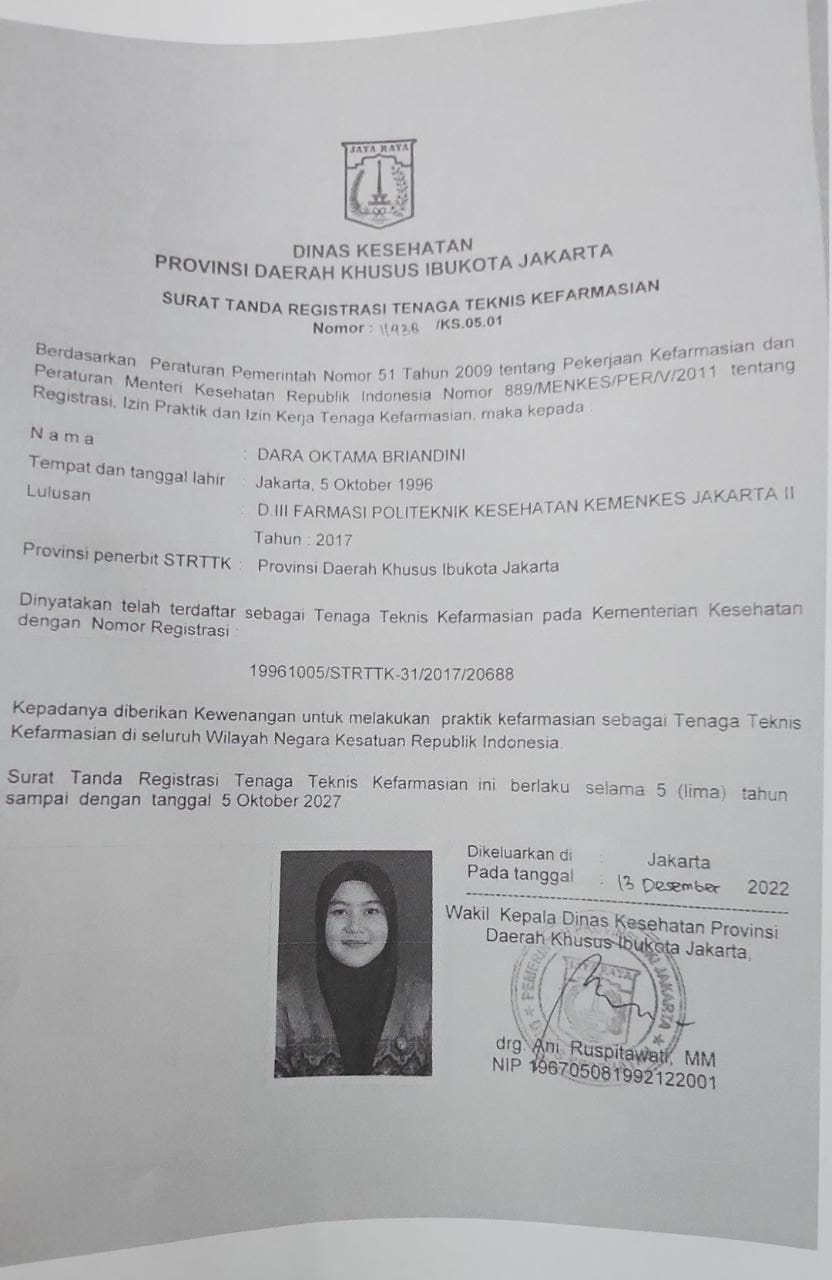 JAYA RAYA
DINAS KESEHATAN
PROVINSI DAERAH KHUSUS IBUKOTA JAKARTA
SURAT TANDA REGISTRASI TENAGA TEKNIS KEFARMASIAN
Nomor : /KS.05.01
Berdasarkan Peraturan Pemerintah Nomor 51 Tahun 2009 tentang Pekerjaan Kefarmasian dan
Peraturan Menteri Kesehatan Republik Indonesia Nomor 889/MENKES/PER/V/2011 tentang
Registrasi, Izin Praktik dan Izin Kerja Tenaga Kefarmasian, maka kepada :
N a m a : DARA OKTAMA BRIANDINI
Tempat dan tanggal lahir : Jakarta, 5 Oktober 1996
Lulusan : D.III FARMASI POLITEKNIK KESEHATAN KEMENKES JAKARTA II
Tahun : 2017
Provinsi penerbit STRTTK : Provinsi Daerah Khusus Ibukota Jakarta
Dinyatakan telah terdaftar sebagai Tenaga Teknis Kefarmasian pada Kementerian Kesehatan
dengan Nomor Registrasi :
19961005/STRTTK-31/2017/20688
Kepadanya diberikan Kewenangan untuk melakukan praktik kefarmasian sebagai Tenaga Teknis
Kefarmasian di seluruh Wilayah Negara Kesatuan Republik Indonesia.
Surat Tanda Registrasi Tenaga Teknis Kefarmasian ini berlaku selama 5 (lima) tahun
sampai dengan tanggal 5 Oktober 2027
Dikeluarkan di : Jakarta
Pada tanggal : 13 Desember 2022
Wakil Kepala Dinas Kesehatan Provinsi
Daerah Khusus Ibukota Jakarta,
drg. Ani Ruspitawati, MM
NIP 196705081992122001